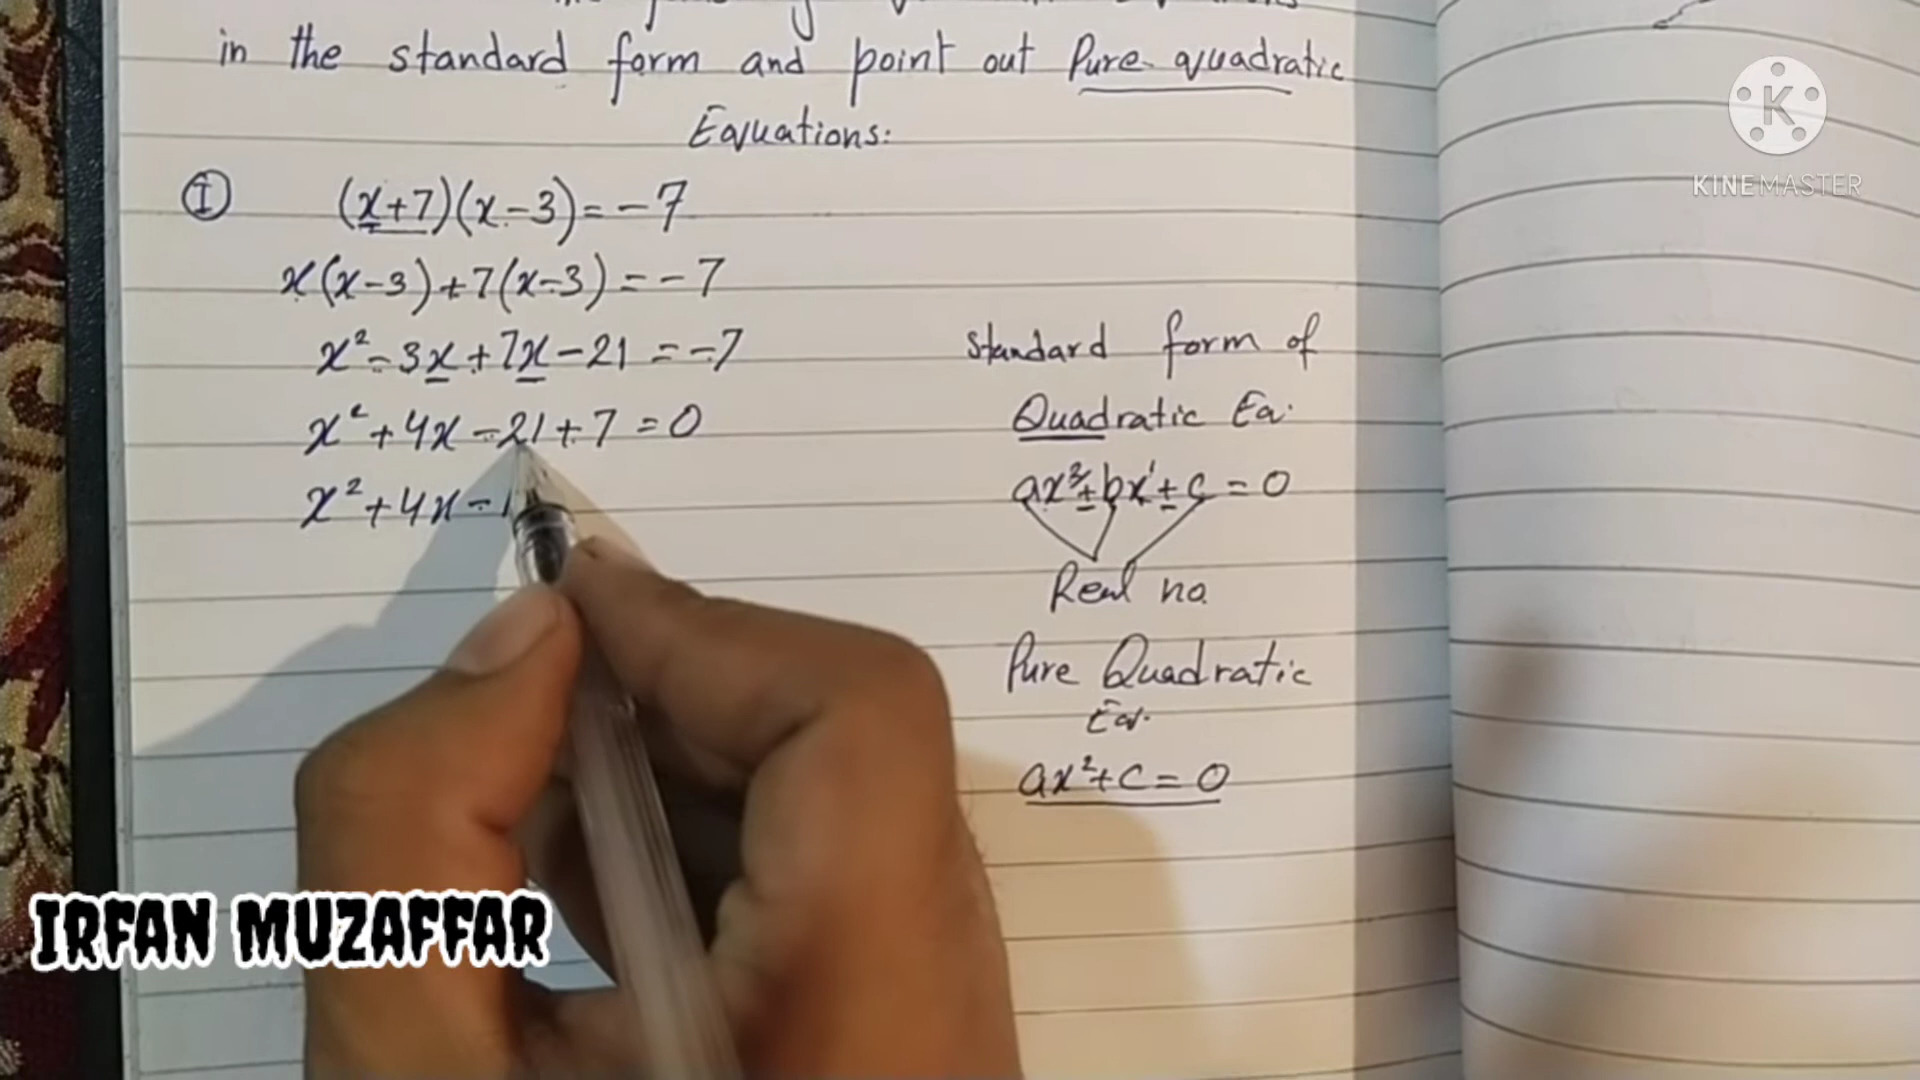 in the standard form and point out Pure quadratic
Equations:
I (x+7)(x-3)=-7
x(x-3)+7(x-3)=-7
x²-3x+7x-21=-7
x²+4x-21+7=0
x²+4x-1
Standard form of
Quadratic Eq.
ax²+bx¹+c=0
Real no.
Pure Quadratic
Eq.
ax²+c=0
K
KINEMASTER
IRFAN MUZAFFAR